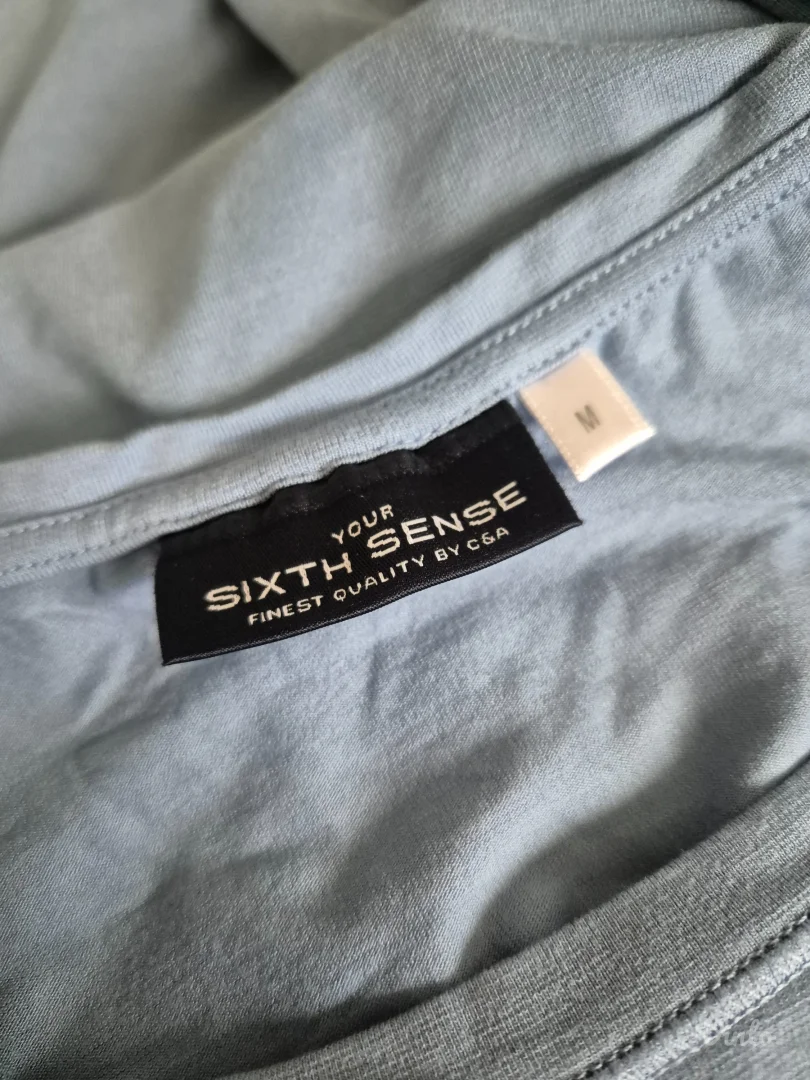 M
YOUR
SIXTH SENSE
FINEST QUALITY BY C&A